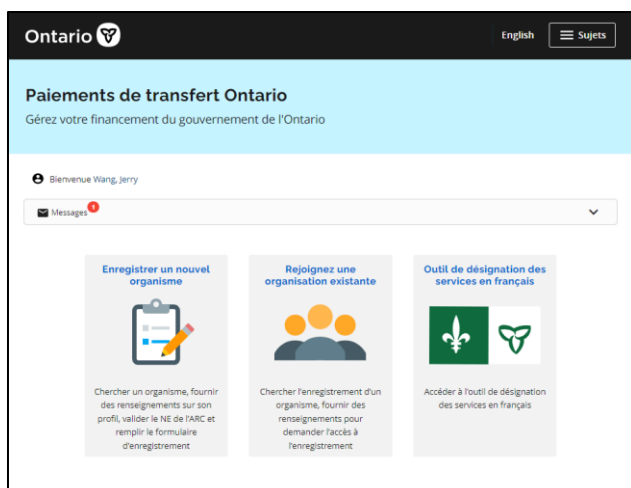 Ontario
English
Sujets
Paiements de transfert Ontario
Gérez votre financement du gouvernement de l'Ontario
Bienvenue Wang, Jerry
Messages 1
Enregistrer un nouvel
organisme
Chercher un organisme, fournir
des renseignements sur son
profil, valider le NE de l'ARC et
remplir le formulaire
d'enregistrement
Rejoignez une
organisation existante
Chercher l'enregistrement d'un
organisme, fournir des
renseignements pour
demander l'accès à
l'enregistrement
Outil de désignation des
services en français
Accéder à l'outil de désignation
des services en français